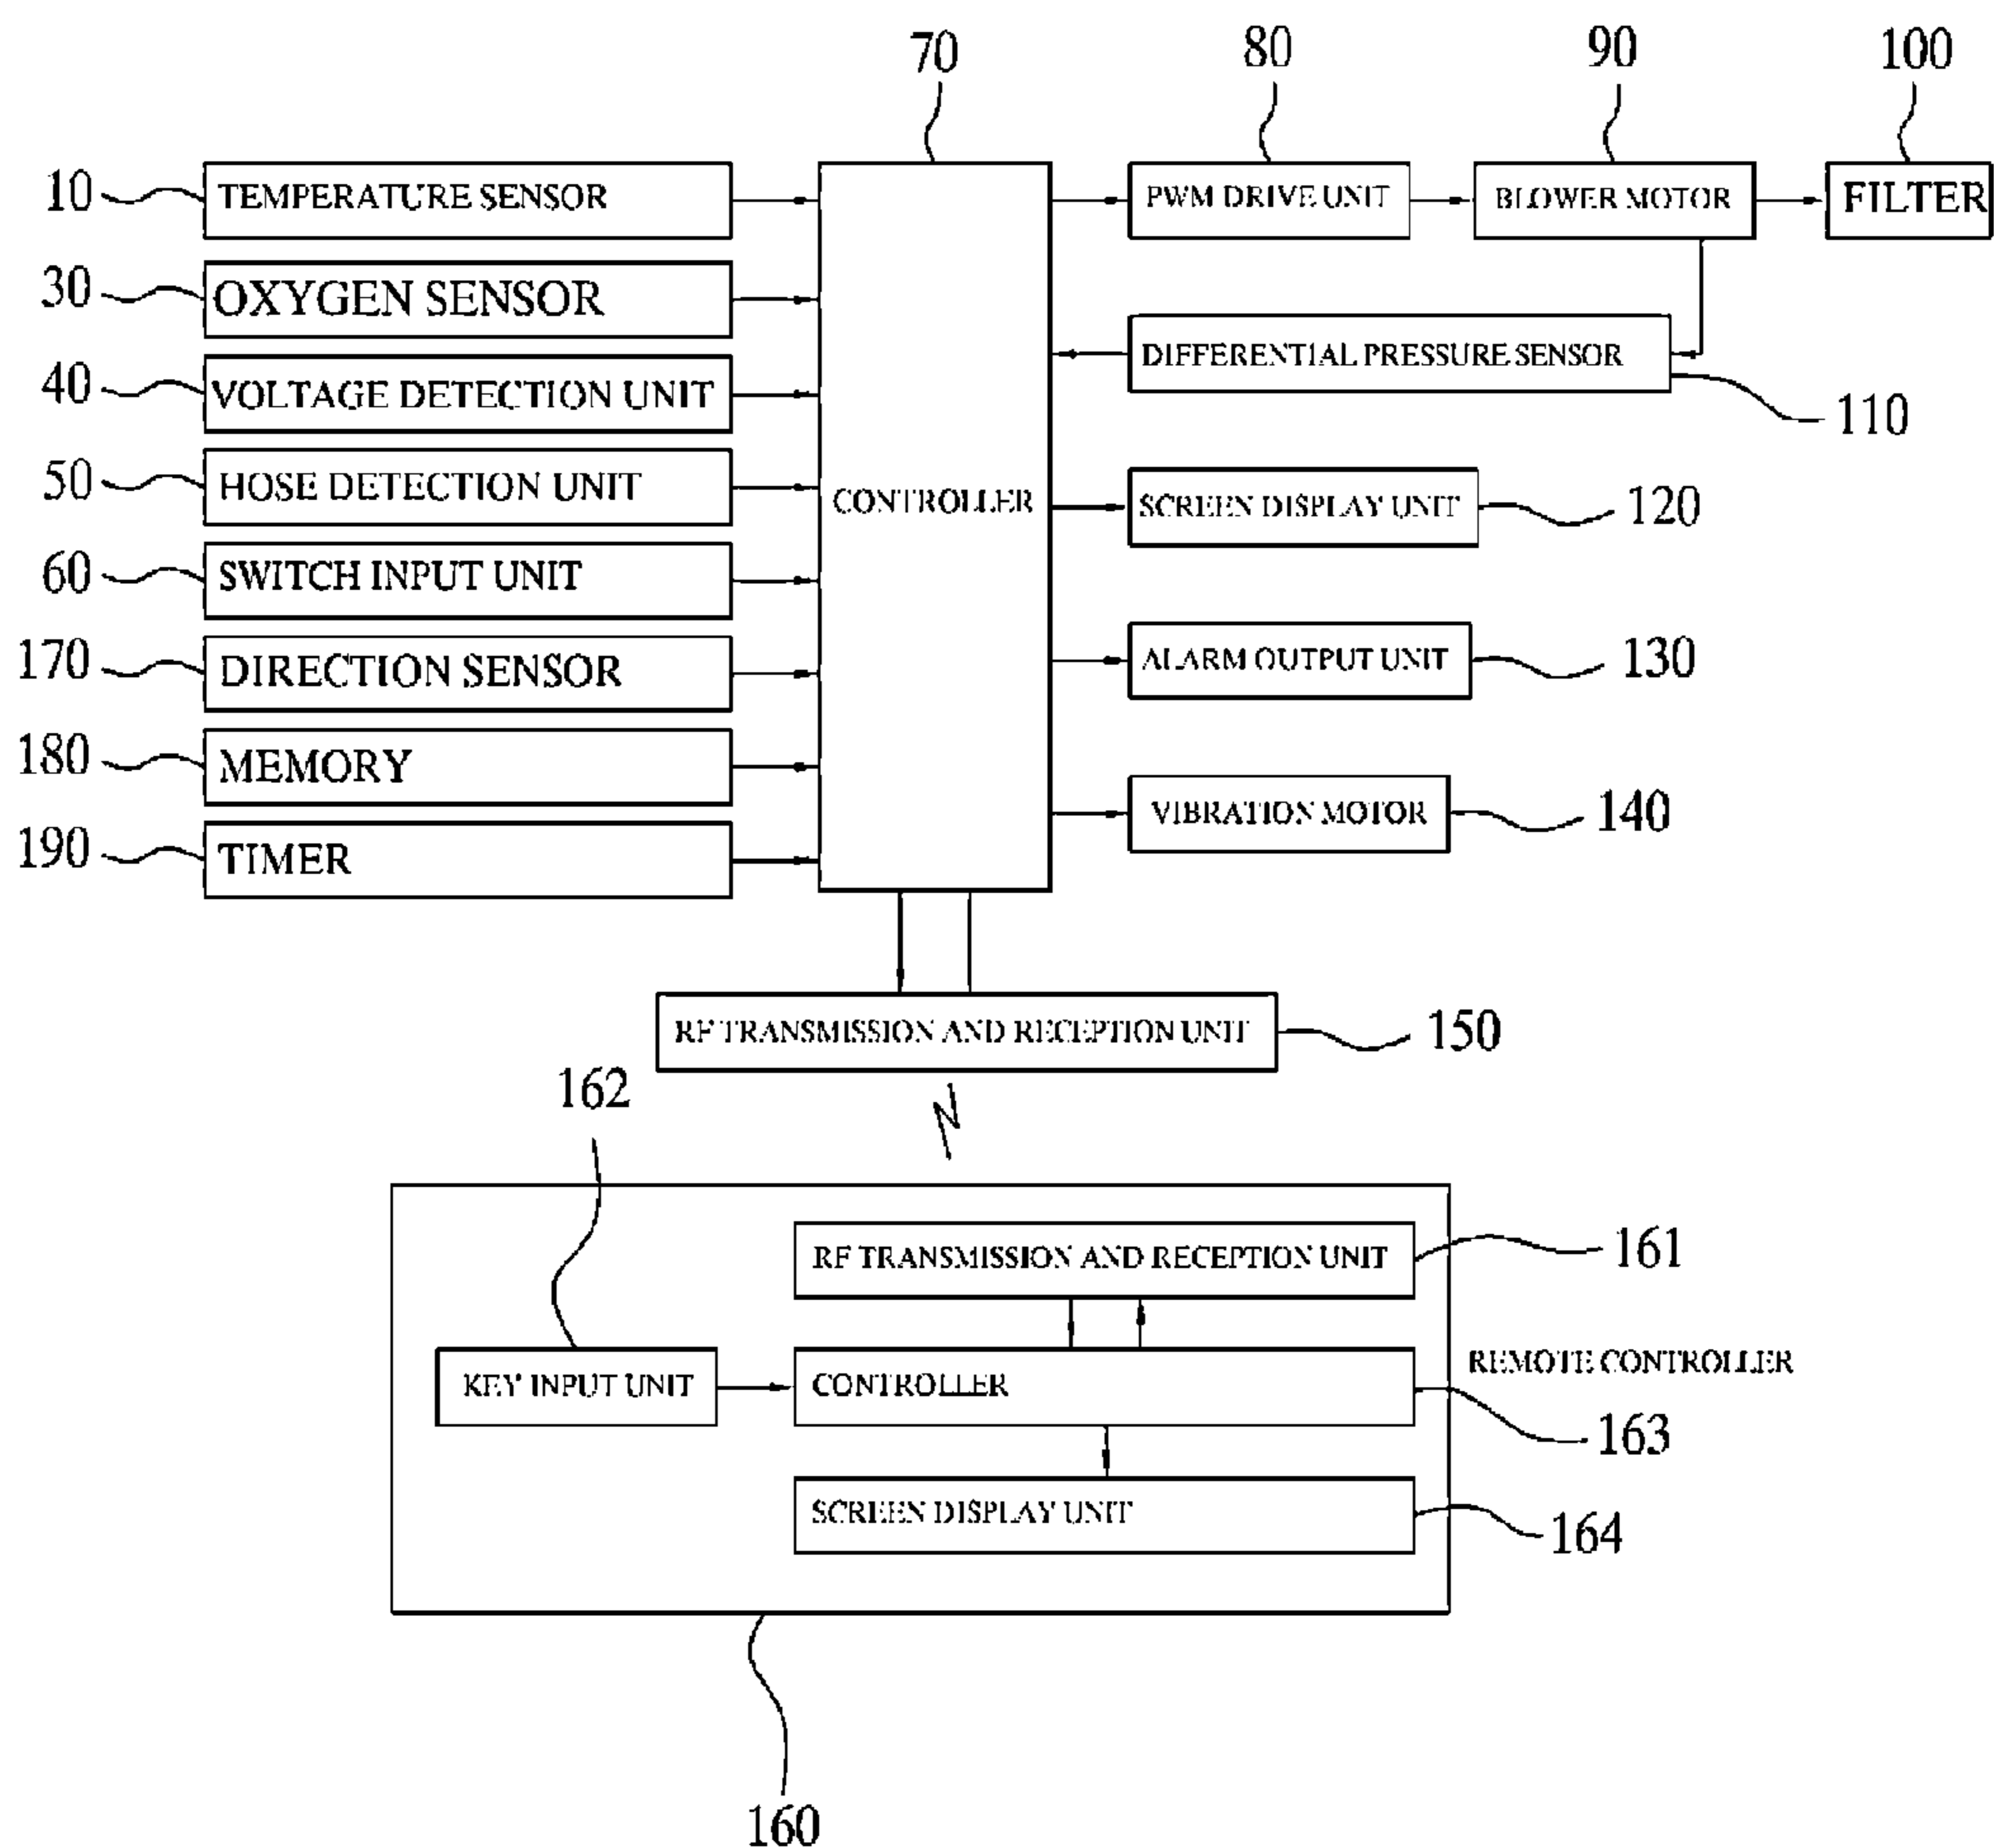 70
80
90
100
10
TEMPERATURE SENSOR
PWM DRIVE UNIT
BLOWER MOTOR
FILTER
30
OXYGEN SENSOR
DIFFERENTIAL PRESSURE SENSOR
110
40
VOLTAGE DETECTION UNIT
50
HOSE DETECTION UNIT
CONTROLLER
SCREEN DISPLAY UNIT
120
60
SWITCH INPUT UNIT
170
DIRECTION SENSOR
ALARM OUTPUT UNIT
130
180
MEMORY
VIBRATION MOTOR
140
190
TIMER
RF TRANSMISSION AND RECEPTION UNIT
150
162
RF TRANSMISSION AND RECEPTION UNIT
161
KEY INPUT UNIT
CONTROLLER
REMOTE CONTROLLER
163
SCREEN DISPLAY UNIT
164
160